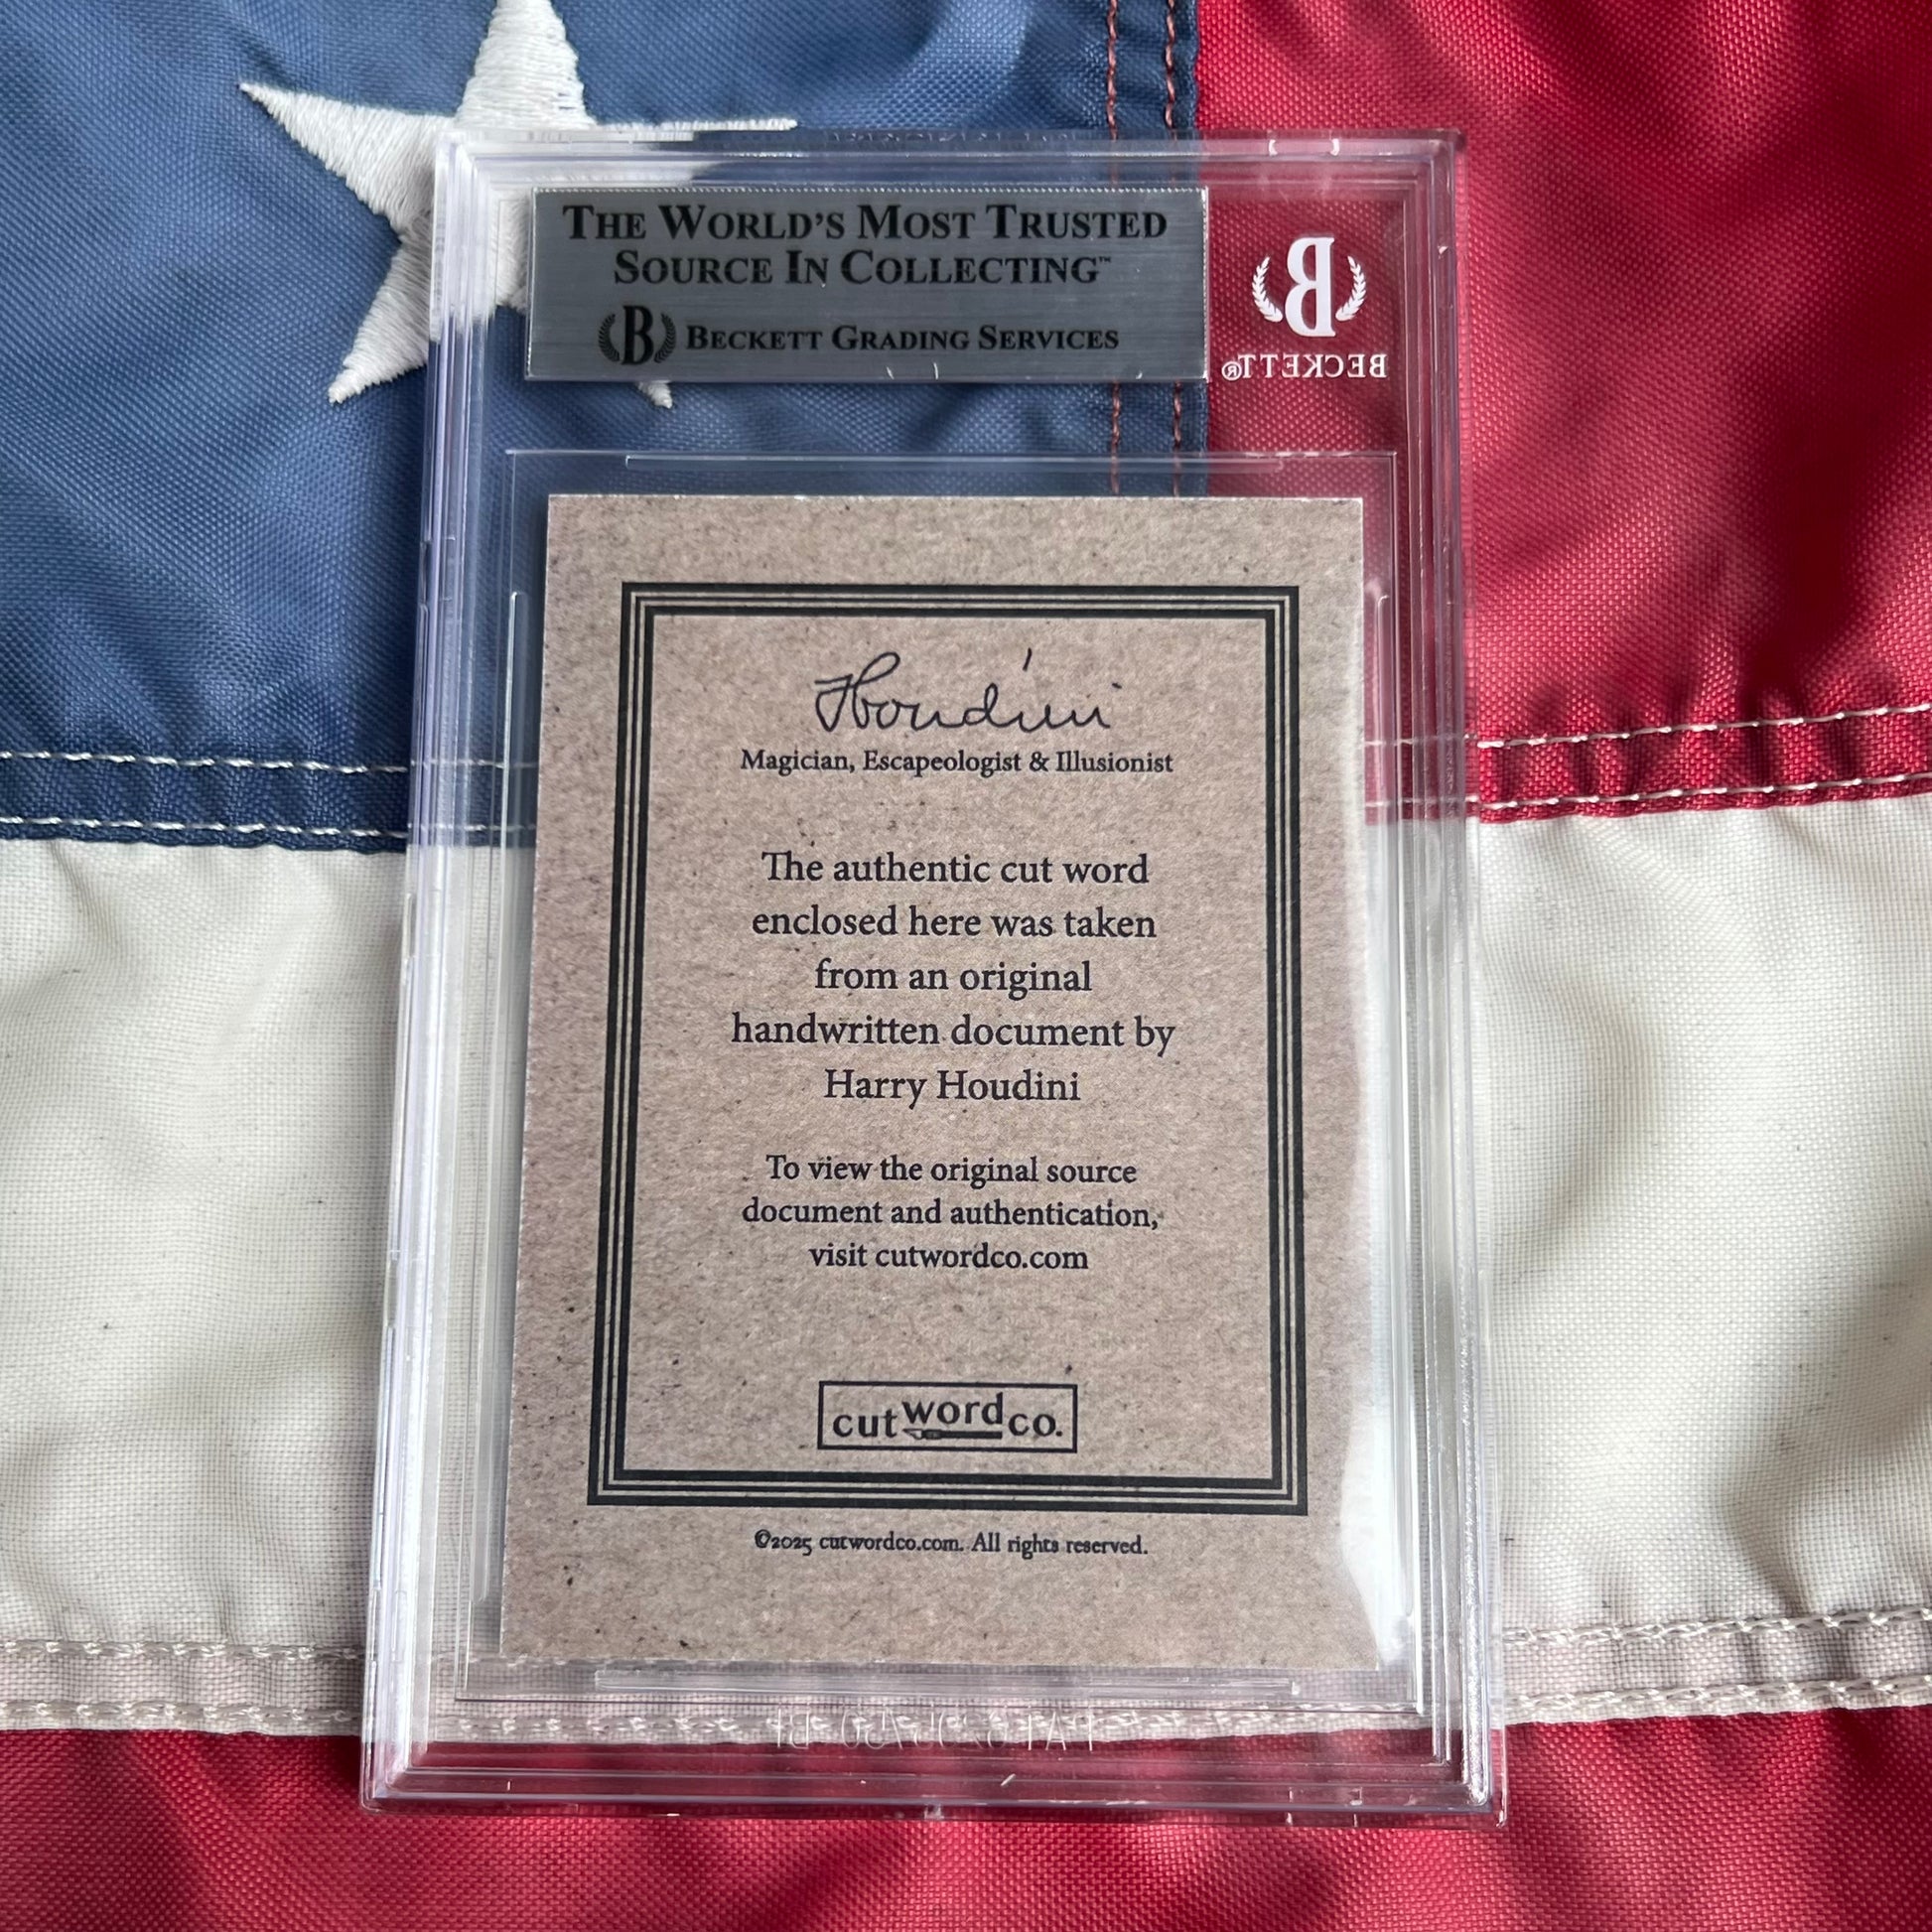 THE WORLD'S MOST TRUSTED
SOURCE IN COLLECTING™
B BECKETT GRADING SERVICES
B
BECKETT®
Houdini
Magician, Escapeologist & Illusionist
The authentic cut word
enclosed here was taken
from an original
handwritten document by
Harry Houdini
To view the original source
document and authentication,
visit cutwordco.com
cut word co.
©2025 cutwordco.com. All rights reserved.